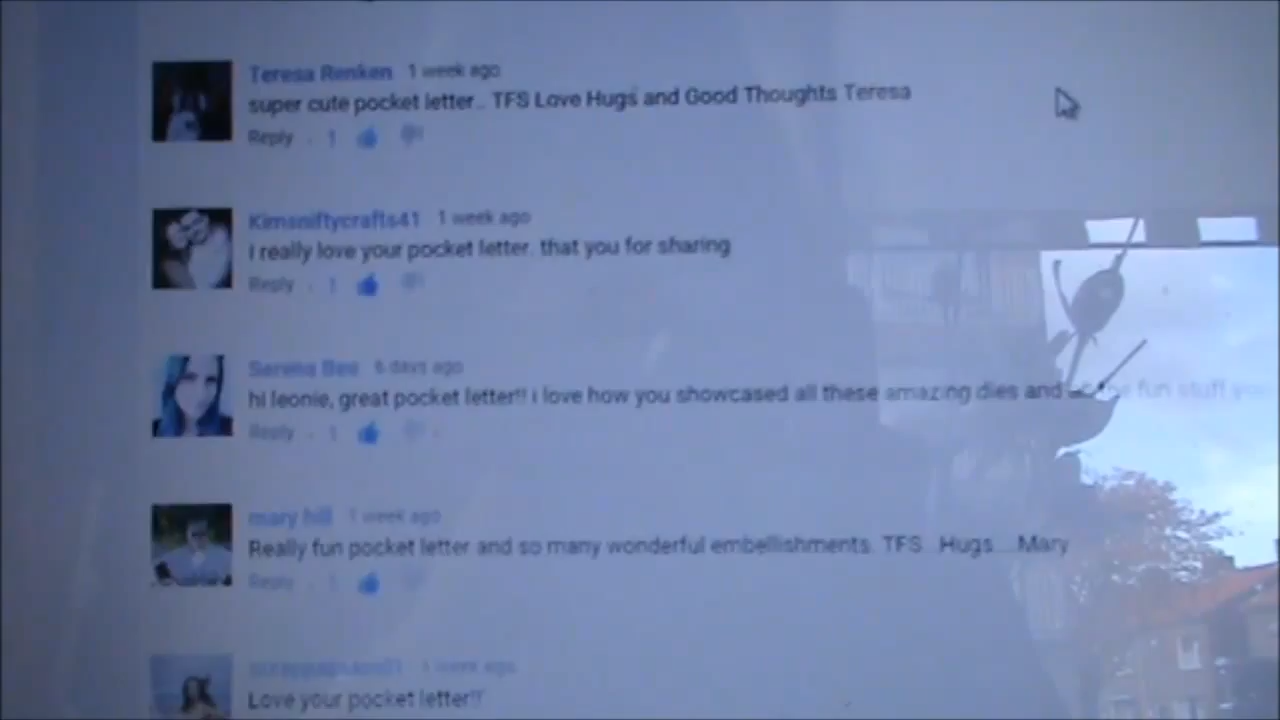 Teresa Renken 1 week ago
super cute pocket letter.. TFS Love Hugs and Good Thoughts Teresa
Reply . 1
Kimsniftycrafts41 1 week ago
I really love your pocket letter. that you for sharing
Reply . 1
Serena Bee 6 days ago
hi leonie, great pocket letter!! i love how you showcased all these amazing dies and fun stuff you
Reply . 1
mary hill 1 week ago
Really fun pocket letter and so many wonderful embellishments. TFS...Hugs.....Mary
Reply . 1
1 week ago
Love your pocket letter!!